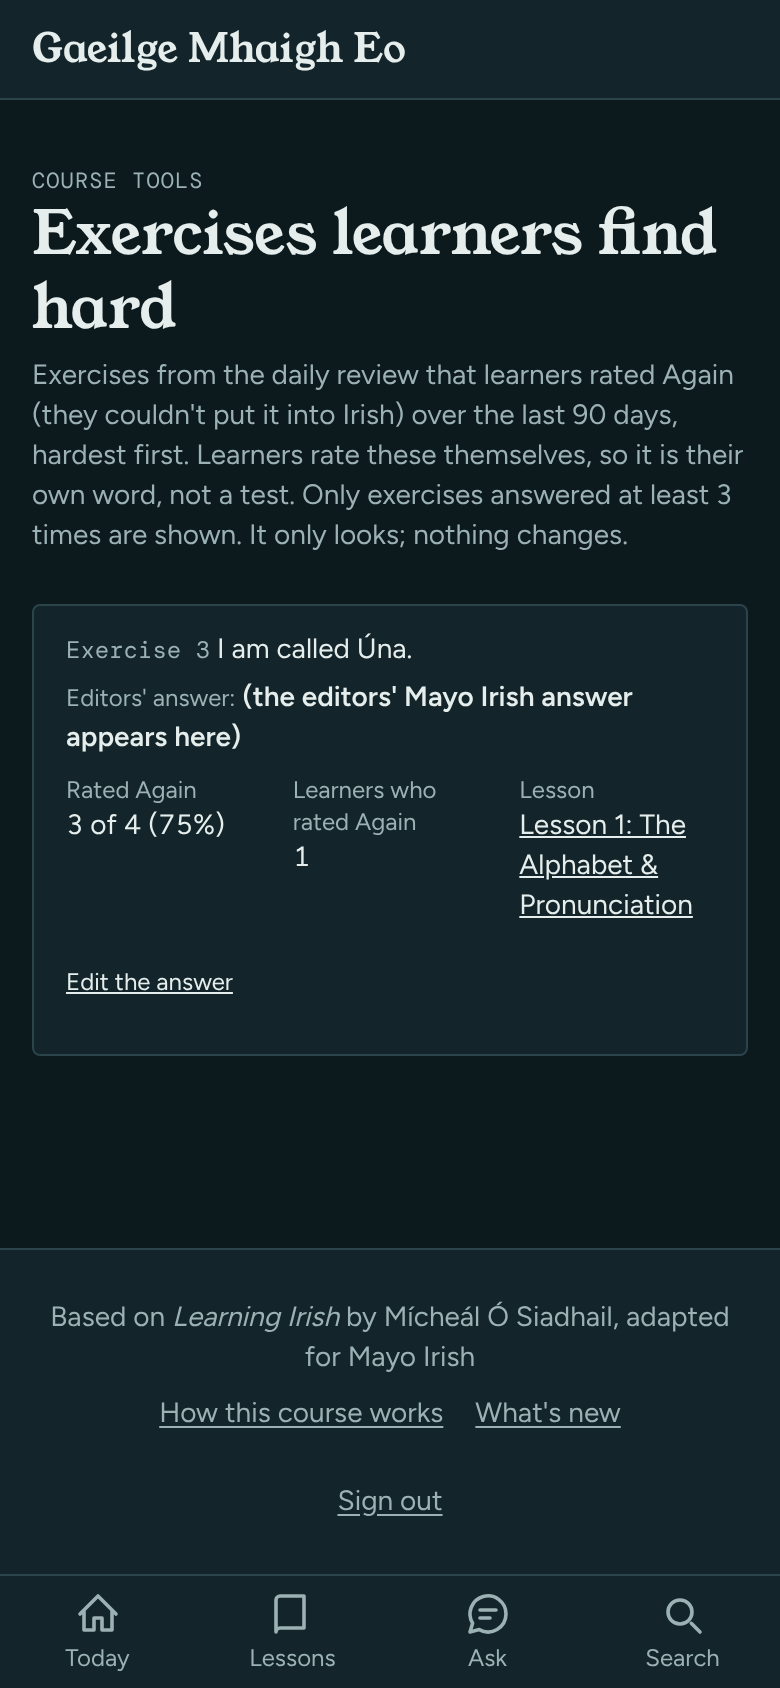 Gaeilge Mhaigh Eo
COURSE TOOLS
Exercises learners find
hard
Exercises from the daily review that learners rated Again
(they couldn't put it into Irish) over the last 90 days,
hardest first. Learners rate these themselves, so it is their
own word, not a test. Only exercises answered at least 3
times are shown. It only looks; nothing changes.
Exercise 3 I am called Úna.
Editors' answer: (the editors' Mayo Irish answer
appears here)
Rated Again
3 of 4 (75%)
Learners who
rated Again
1
Lesson
Lesson 1: The
Alphabet &
Pronunciation
Edit the answer
Based on Learning Irish by Mícheál Ó Siadhail, adapted
for Mayo Irish
How this course works What's new
Sign out
Today Lessons Ask Search